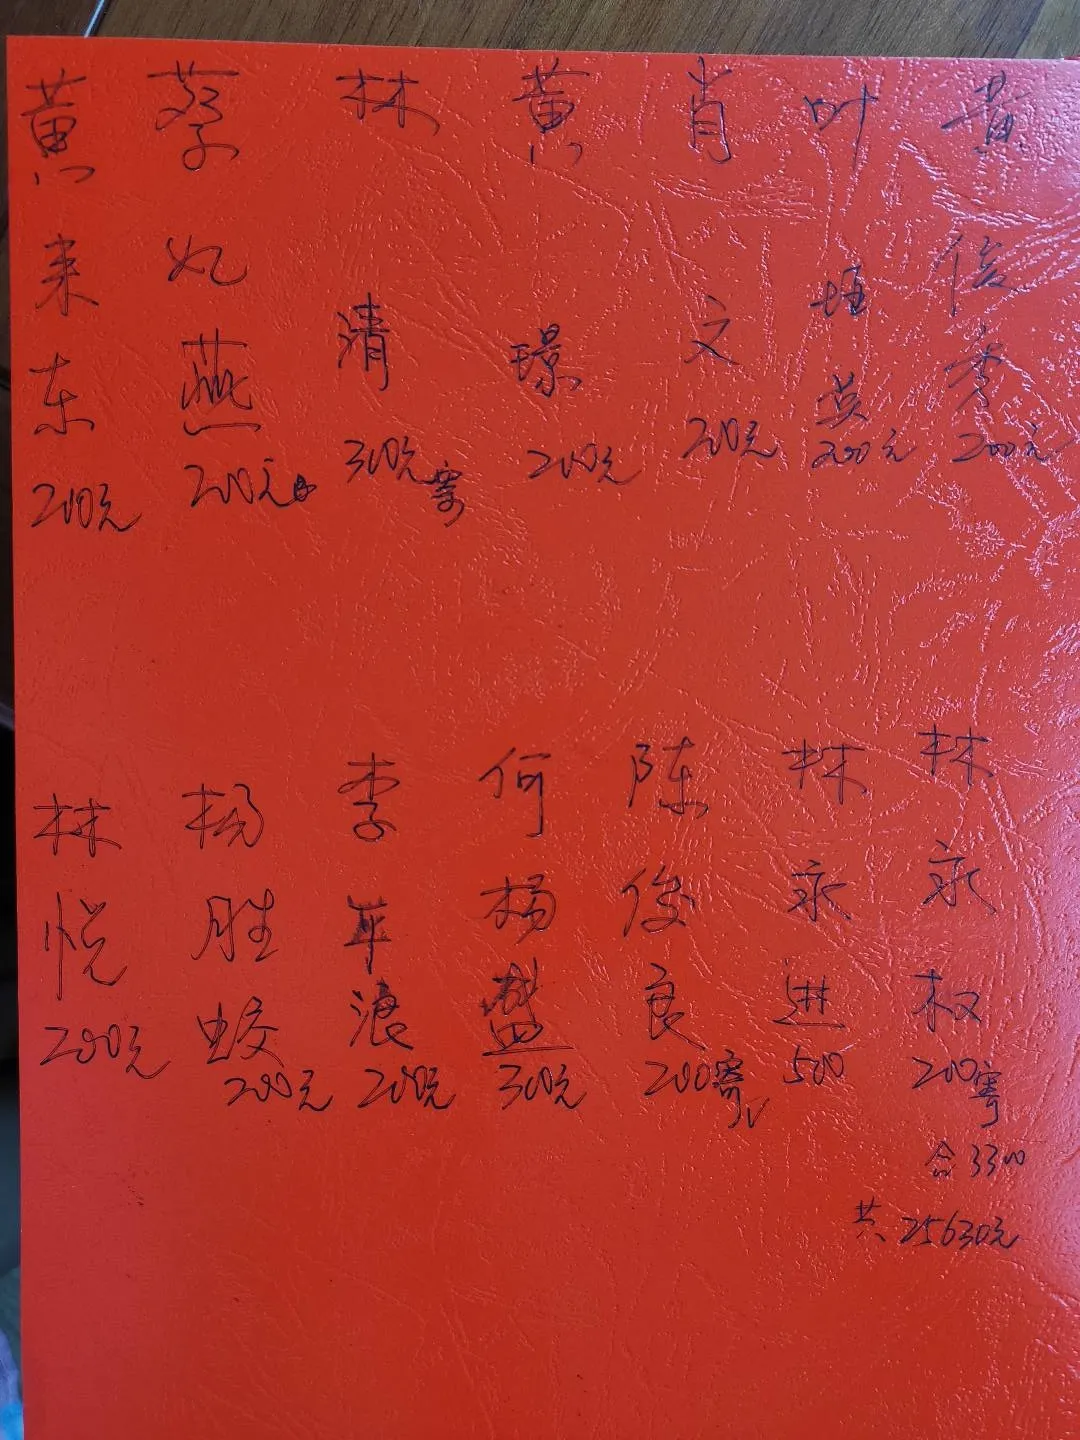 黄来东 200元
蔡妃燕 200元
林清 300元寄
黄璟 200元
肖文 200元
叶英 200元
黄俊秀 200元
林悦 200元
杨胜蛟 200元
李年浪 200元
何杨盛 300元
陈俊良 200寄
林永进 500
林永权 200寄
合3300
共25630元